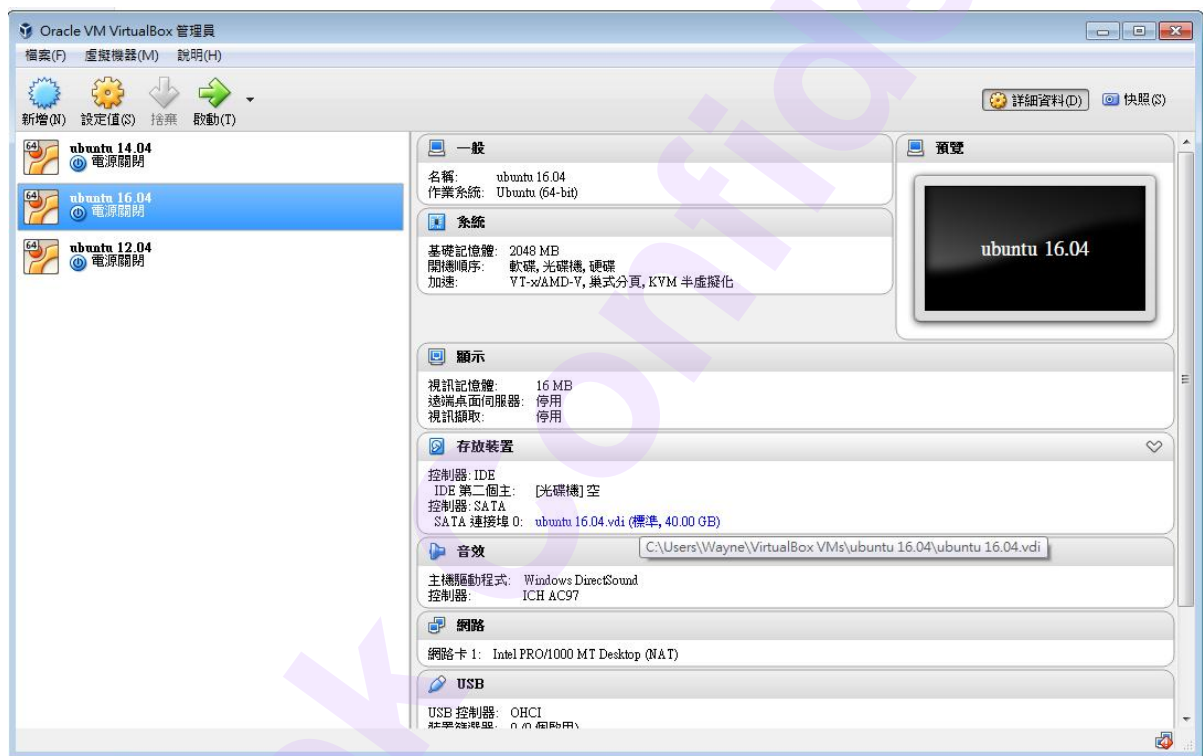 Oracle VM VirtualBox 管理員
檔案(F) 虛擬機器(M) 說明(H)
新增(N) 設定值(S) 捨棄 啟動(T) 詳細資料(D) 快照(S)
64 ubuntu 14.04
電源關閉
64 ubuntu 16.04
電源關閉
64 ubuntu 12.04
電源關閉
一般
名稱: ubuntu 16.04
作業系統: Ubuntu (64-bit)
系統
基礎記憶體: 2048 MB
開機順序: 軟碟, 光碟機, 硬碟
加速: VT-x/AMD-V, 巢式分頁, KVM 半虛擬化
預覽
ubuntu 16.04
顯示
視訊記憶體: 16 MB
遠端桌面伺服器: 停用
視訊擷取: 停用
存放裝置
控制器: IDE
IDE 第二個主: [光碟機] 空
控制器: SATA
SATA 連接埠 0: ubuntu 16.04.vdi (標準, 40.00 GB)
C:\Users\Wayne\VirtualBox VMs\ubuntu 16.04\ubuntu 16.04.vdi
音效
主機驅動程式: Windows DirectSound
控制器: ICH AC97
網路
網路卡 1: Intel PRO/1000 MT Desktop (NAT)
USB
USB 控制器: OHCI